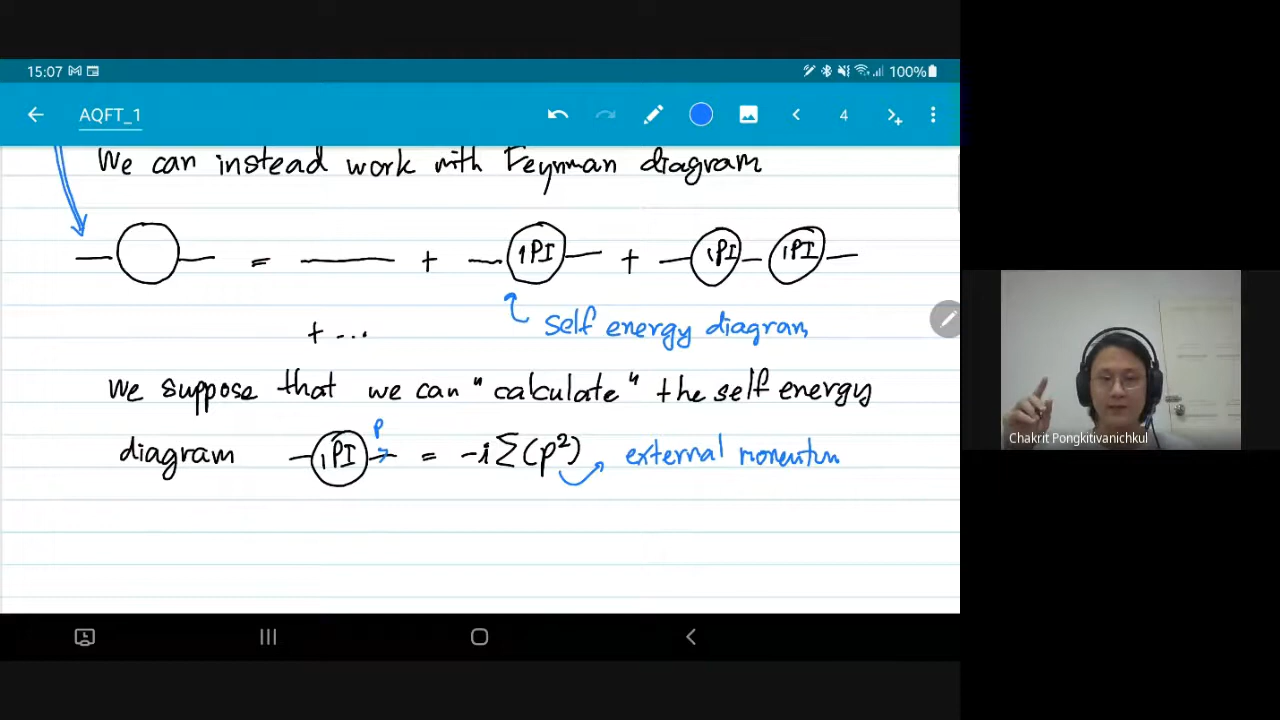 15:07 100%
AQFT_1 4
We can instead work with Feynman diagram
= + 1PI + 1PI 1PI
+ ...
self energy diagram
We suppose that we can "calculate" the self energy
p
diagram 1PI = -i Σ(p²) external momentum
Chakrit Pongkitivanichkul